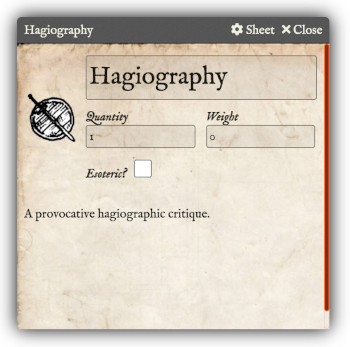 Hagiography Sheet Close
Hagiography
Quantity Weight
1 0
Esoteric?
A provocative hagiographic critique.